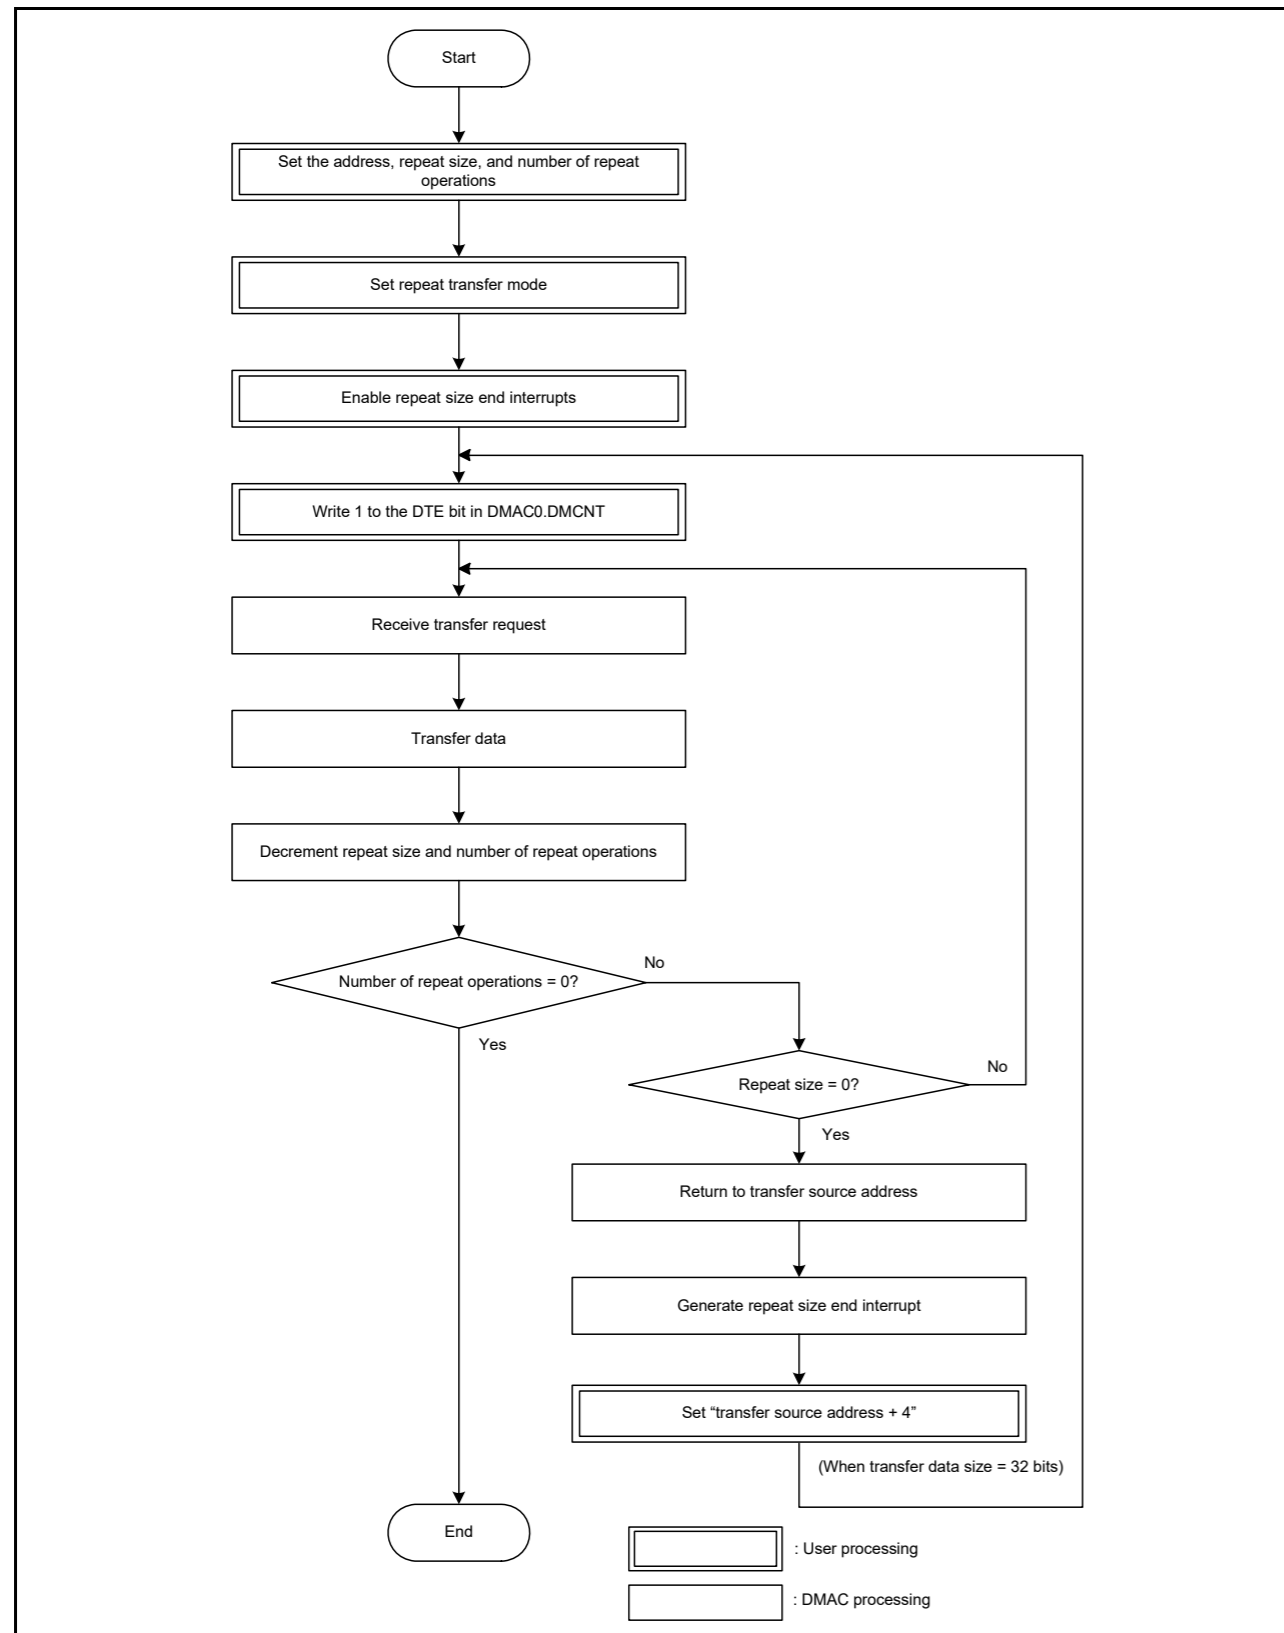 Start
Set the address, repeat size, and number of repeat
operations
Set repeat transfer mode
Enable repeat size end interrupts
Write 1 to the DTE bit in DMAC0.DMCNT
Receive transfer request
Transfer data
Decrement repeat size and number of repeat operations
Number of repeat operations = 0?
No
Yes
Repeat size = 0?
No
Yes
Return to transfer source address
Generate repeat size end interrupt
Set “transfer source address + 4”
(When transfer data size = 32 bits)
End
: User processing
: DMAC processing